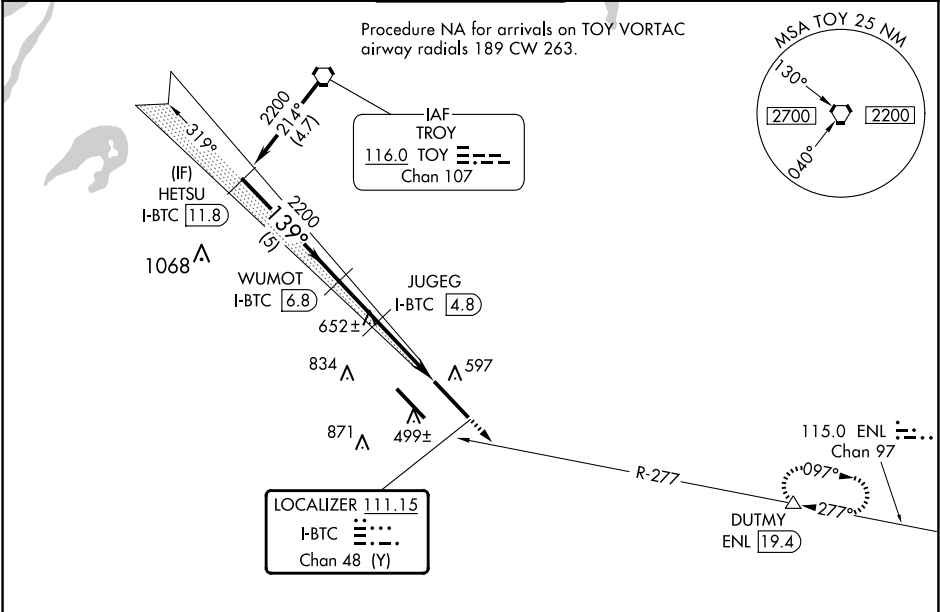 Procedure NA for arrivals on TOY VORTAC
airway radials 189 CW 263.
MSA TOY 25 NM
130°
2700
2200
040°
2200
214°
(4.7)
IAF
TROY
116.0 TOY
Chan 107
319°
(IF)
HETSU
I-BTC 11.8
2200
139°
(5)
1068
WUMOT
I-BTC 6.8
JUGEG
I-BTC 4.8
652±
834
597
871
499±
115.0 ENL
Chan 97
R-277
097°
277°
DUTMY
ENL 19.4
LOCALIZER 111.15
I-BTC
Chan 48 (Y)